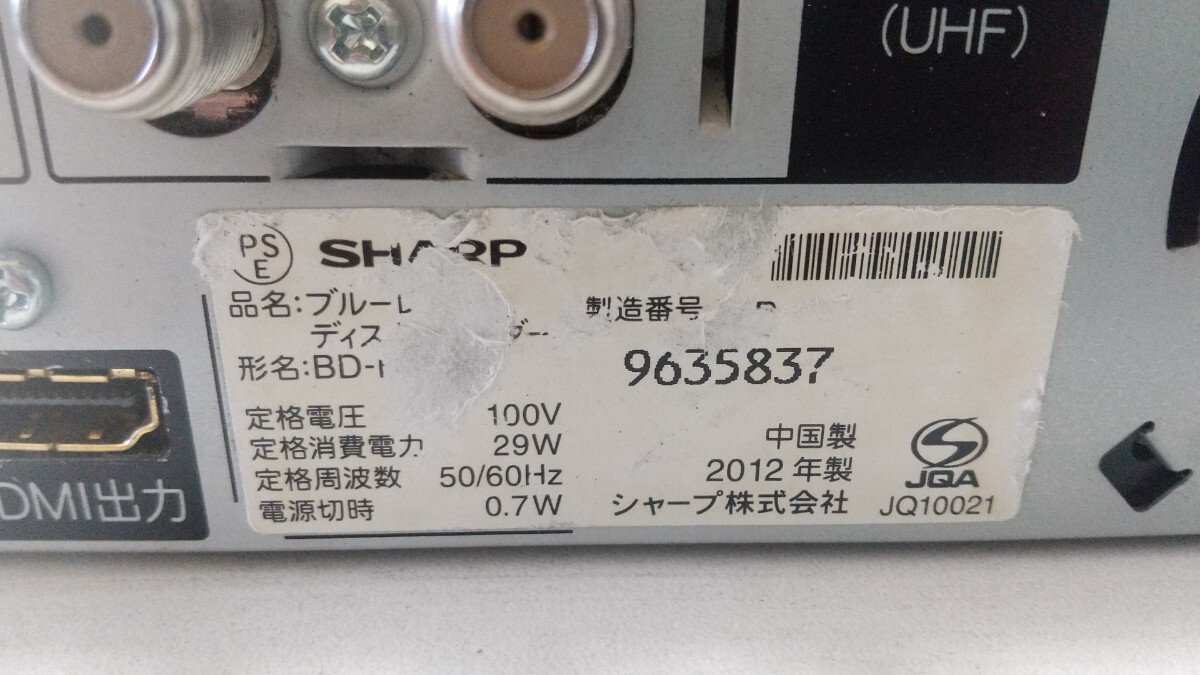 (UHF)
PS
E
SHARP
品名:ブルーレ
製造番号
ディス
ダー
形名:BD-
9635837
定格電圧 100V
定格消費電力 29W
定格周波数 50/60Hz
電源切時 0.7W
中国製
2012年製
シャープ株式会社
JQA
JQ10021
DMI出力